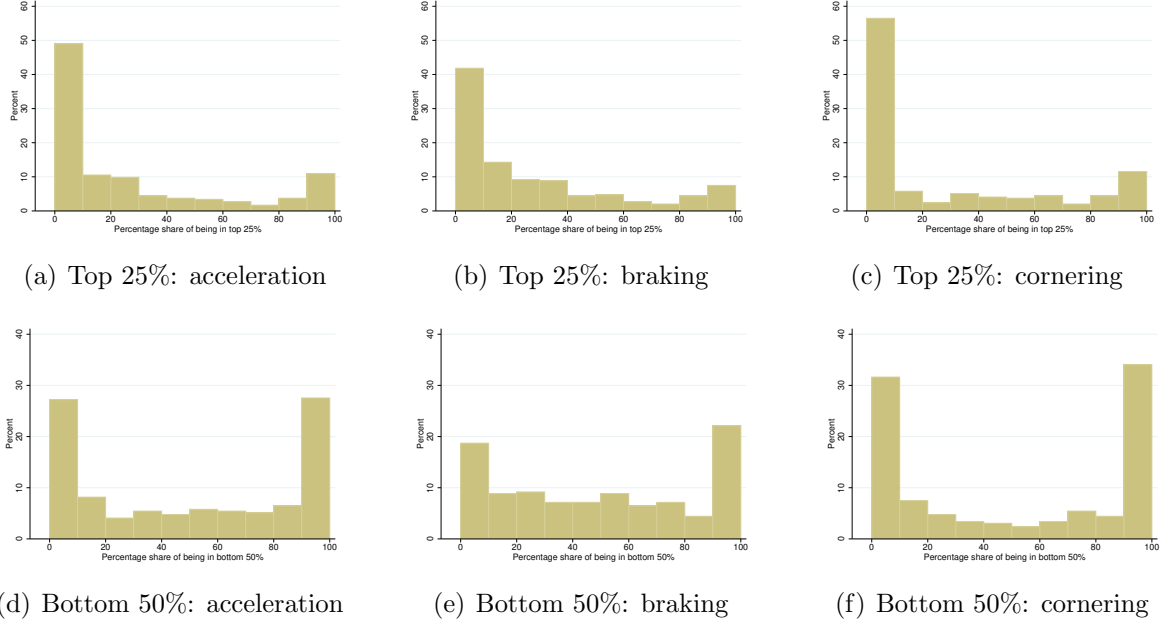 60
50
40
30
20
10
0
Percent
0 20 40 60 80 100
Percentage share of being in top 25%
(a) Top 25%: acceleration
60
50
40
30
20
10
0
Percent
0 20 40 60 80 100
Percentage share of being in top 25%
(b) Top 25%: braking
60
50
40
30
20
10
0
Percent
0 20 40 60 80 100
Percentage share of being in top 25%
(c) Top 25%: cornering
40
30
20
10
0
Percent
0 20 40 60 80 100
Percentage share of being in bottom 50%
(d) Bottom 50%: acceleration
40
30
20
10
0
Percent
0 20 40 60 80 100
Percentage share of being in bottom 50%
(e) Bottom 50%: braking
40
30
20
10
0
Percent
0 20 40 60 80 100
Percentage share of being in bottom 50%
(f) Bottom 50%: cornering